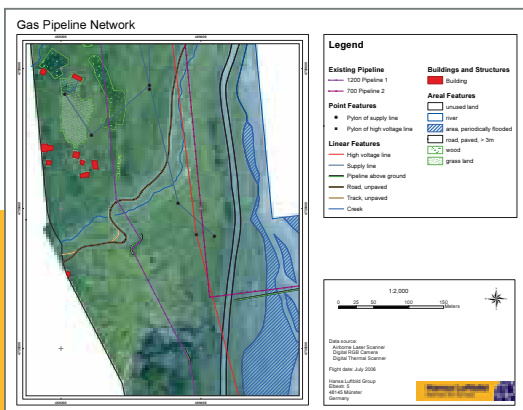 Gas Pipeline Network
Legend
Existing Pipeline
1200 Pipeline 1
700 Pipeline 2
Point Features
Pylon of supply line
Pylon of high voltage line
Linear Features
High voltage line
Supply line
Pipeline above ground
Road, unpaved
Track, unpaved
Creek
Buildings and Structures
Building
Areal Features
unused land
river
area, periodically flooded
road, paved, > 3m
wood
grass land
1:2,000
0 25 50 100 150
Meters
Data source:
Airborne Laser Scanner
Digital RGB Camera
Digital Thermal Scanner
Flight date: July 2006
Hansa Luftbild Group
Elbestr. 5
48145 Münster
Germany